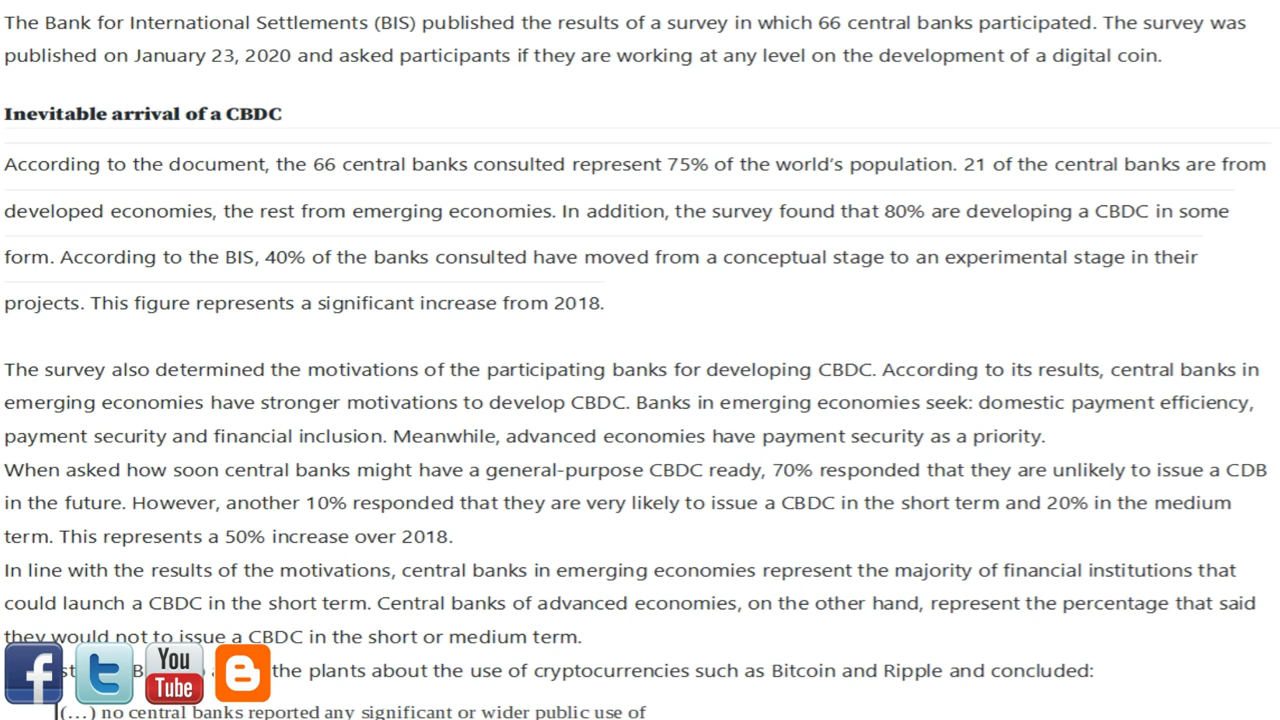 The Bank for International Settlements (BIS) published the results of a survey in which 66 central banks participated. The survey was
published on January 23, 2020 and asked participants if they are working at any level on the development of a digital coin.
Inevitable arrival of a CBDC
According to the document, the 66 central banks consulted represent 75% of the world's population. 21 of the central banks are from
developed economies, the rest from emerging economies. In addition, the survey found that 80% are developing a CBDC in some
form. According to the BIS, 40% of the banks consulted have moved from a conceptual stage to an experimental stage in their
projects. This figure represents a significant increase from 2018.
The survey also determined the motivations of the participating banks for developing CBDC. According to its results, central banks in
emerging economies have stronger motivations to develop CBDC. Banks in emerging economies seek: domestic payment efficiency,
payment security and financial inclusion. Meanwhile, advanced economies have payment security as a priority.
When asked how soon central banks might have a general-purpose CBDC ready, 70% responded that they are unlikely to issue a CDB
in the future. However, another 10% responded that they are very likely to issue a CBDC in the short term and 20% in the medium
term. This represents a 50% increase over 2018.
In line with the results of the motivations, central banks in emerging economies represent the majority of financial institutions that
could launch a CBDC in the short term. Central banks of advanced economies, on the other hand, represent the percentage that said
they would not to issue a CBDC in the short or medium term.
the plants about the use of cryptocurrencies such as Bitcoin and Ripple and concluded:
You
Tube
(…) no central banks reported any significant or wider public use of